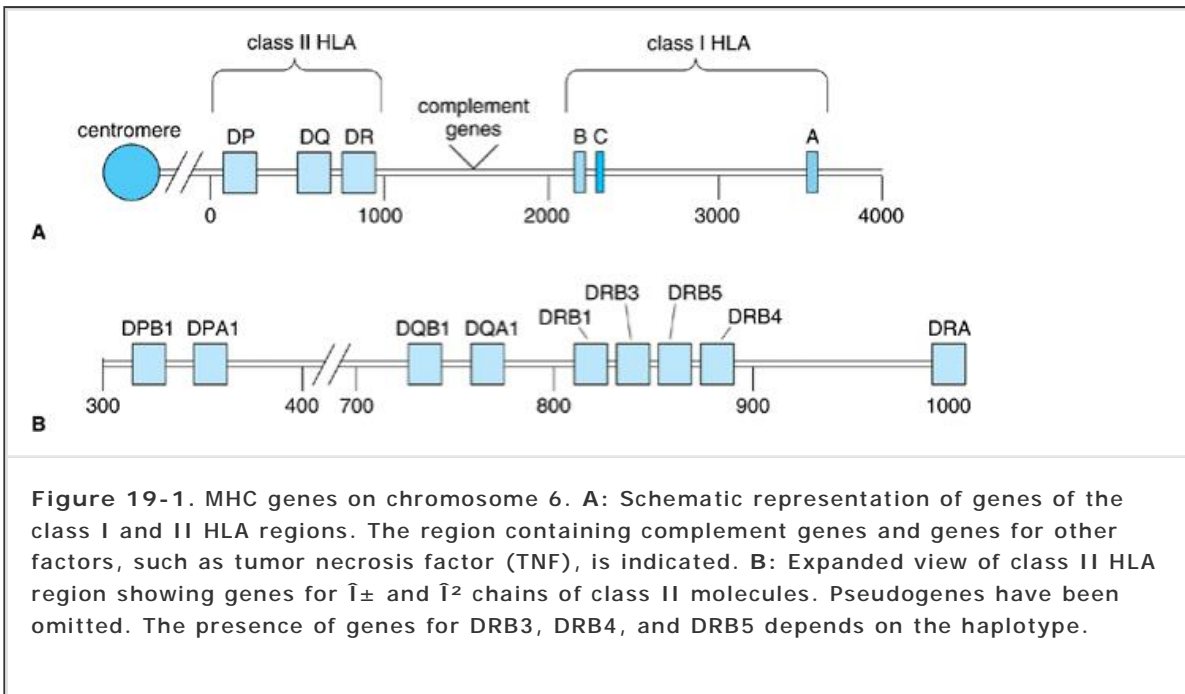 class II HLA
class I HLA
complement
genes
centromere
DP
DQ
DR
B C
A
0
1000
2000
3000
4000
A
DRB3
DRB5
DPB1
DPA1
DQB1
DQA1
DRB1
DRB4
DRA
300
400
700
800
900
1000
B
Figure 19-1. MHC genes on chromosome 6. A: Schematic representation of genes of the
class I and II HLA regions. The region containing complement genes and genes for other
factors, such as tumor necrosis factor (TNF), is indicated. B: Expanded view of class II HLA
region showing genes for Î± and Î² chains of class II molecules. Pseudogenes have been
omitted. The presence of genes for DRB3, DRB4, and DRB5 depends on the haplotype.